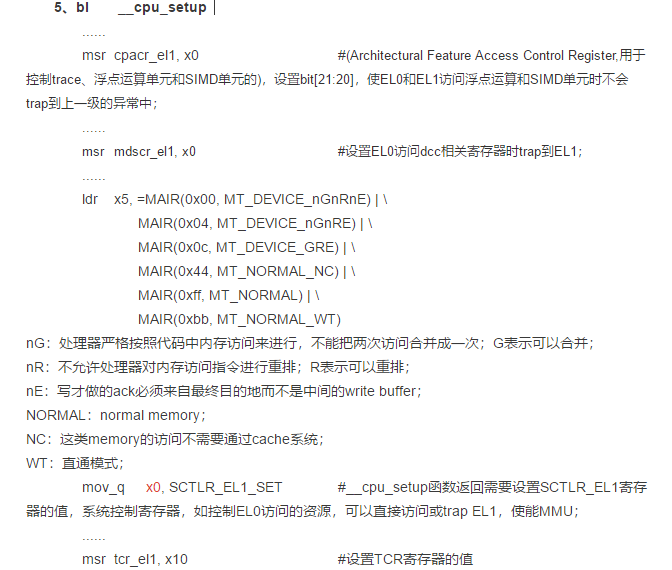 5、bl __cpu_setup
......
msr cpacr_el1, x0 #(Architectural Feature Access Control Register,用于
控制trace、浮点运算单元和SIMD单元的)，设置bit[21:20]，使EL0和EL1访问浮点运算和SIMD单元时不会
trap到上一级的异常中；
......
msr mdscr_el1, x0 #设置EL0访问dcc相关寄存器时trap到EL1；
......
ldr x5, =MAIR(0x00, MT_DEVICE_nGnRnE) | \
MAIR(0x04, MT_DEVICE_nGnRE) | \
MAIR(0x0c, MT_DEVICE_GRE) | \
MAIR(0x44, MT_NORMAL_NC) | \
MAIR(0xff, MT_NORMAL) | \
MAIR(0xbb, MT_NORMAL_WT)
nG：处理器严格按照代码中内存访问来进行，不能把两次访问合并成一次；G表示可以合并；
nR：不允许处理器对内存访问指令进行重排；R表示可以重排；
nE：写才做的ack必须来自最终目的地而不是中间的write buffer；
NORMAL：normal memory；
NC：这类memory的访问不需要通过cache系统；
WT：直通模式；
mov_q x0, SCTLR_EL1_SET #__cpu_setup函数返回需要设置SCTLR_EL1寄存
器的值，系统控制寄存器，如控制EL0访问的资源，可以直接访问或trap EL1，使能MMU；
......
msr tcr_el1, x10 #设置TCR寄存器的值